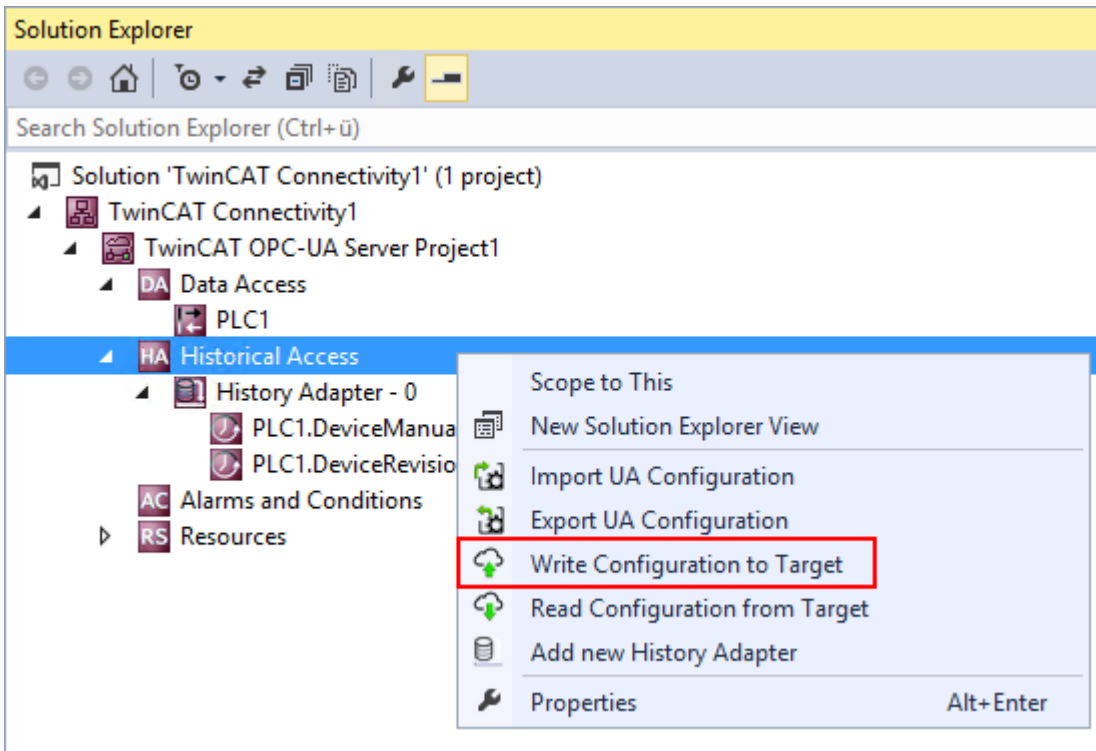 Solution Explorer
Search Solution Explorer (Ctrl+ü)
Solution 'TwinCAT Connectivity1' (1 project)
TwinCAT Connectivity1
TwinCAT OPC-UA Server Project1
DA Data Access
PLC1
HA Historical Access
History Adapter - 0
PLC1.DeviceManua
PLC1.DeviceRevisio
AC Alarms and Conditions
RS Resources
Scope to This
New Solution Explorer View
Import UA Configuration
Export UA Configuration
Write Configuration to Target
Read Configuration from Target
Add new History Adapter
Properties Alt+Enter